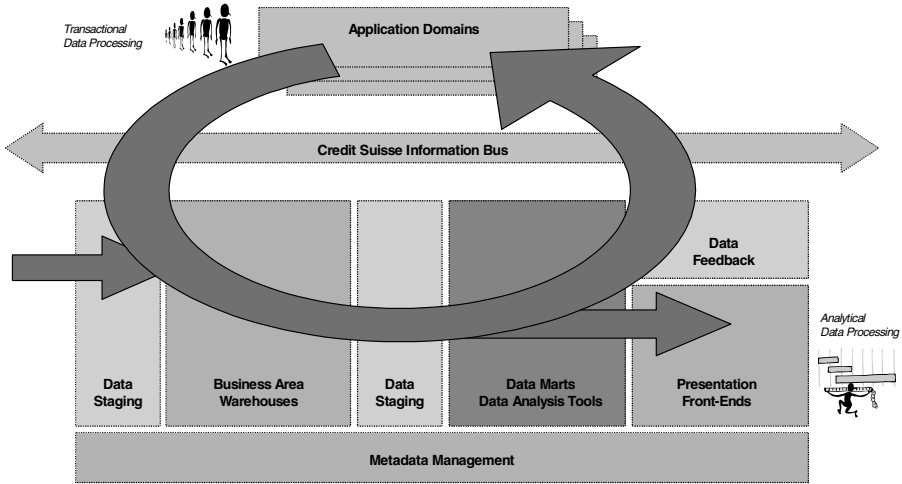 Transactional
Data Processing
Application Domains
Credit Suisse Information Bus
Data
Feedback
Analytical
Data Processing
Data
Staging
Business Area
Warehouses
Data
Staging
Data Marts
Data Analysis Tools
Presentation
Front-Ends
Metadata Management